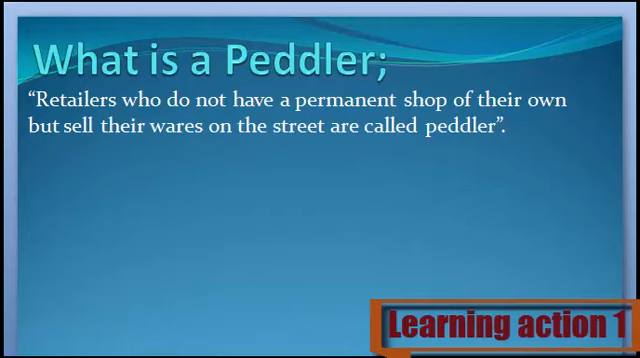 What is a Peddler;
“Retailers who do not have a permanent shop of their own
but sell their wares on the street are called peddler”.
Learning action 1